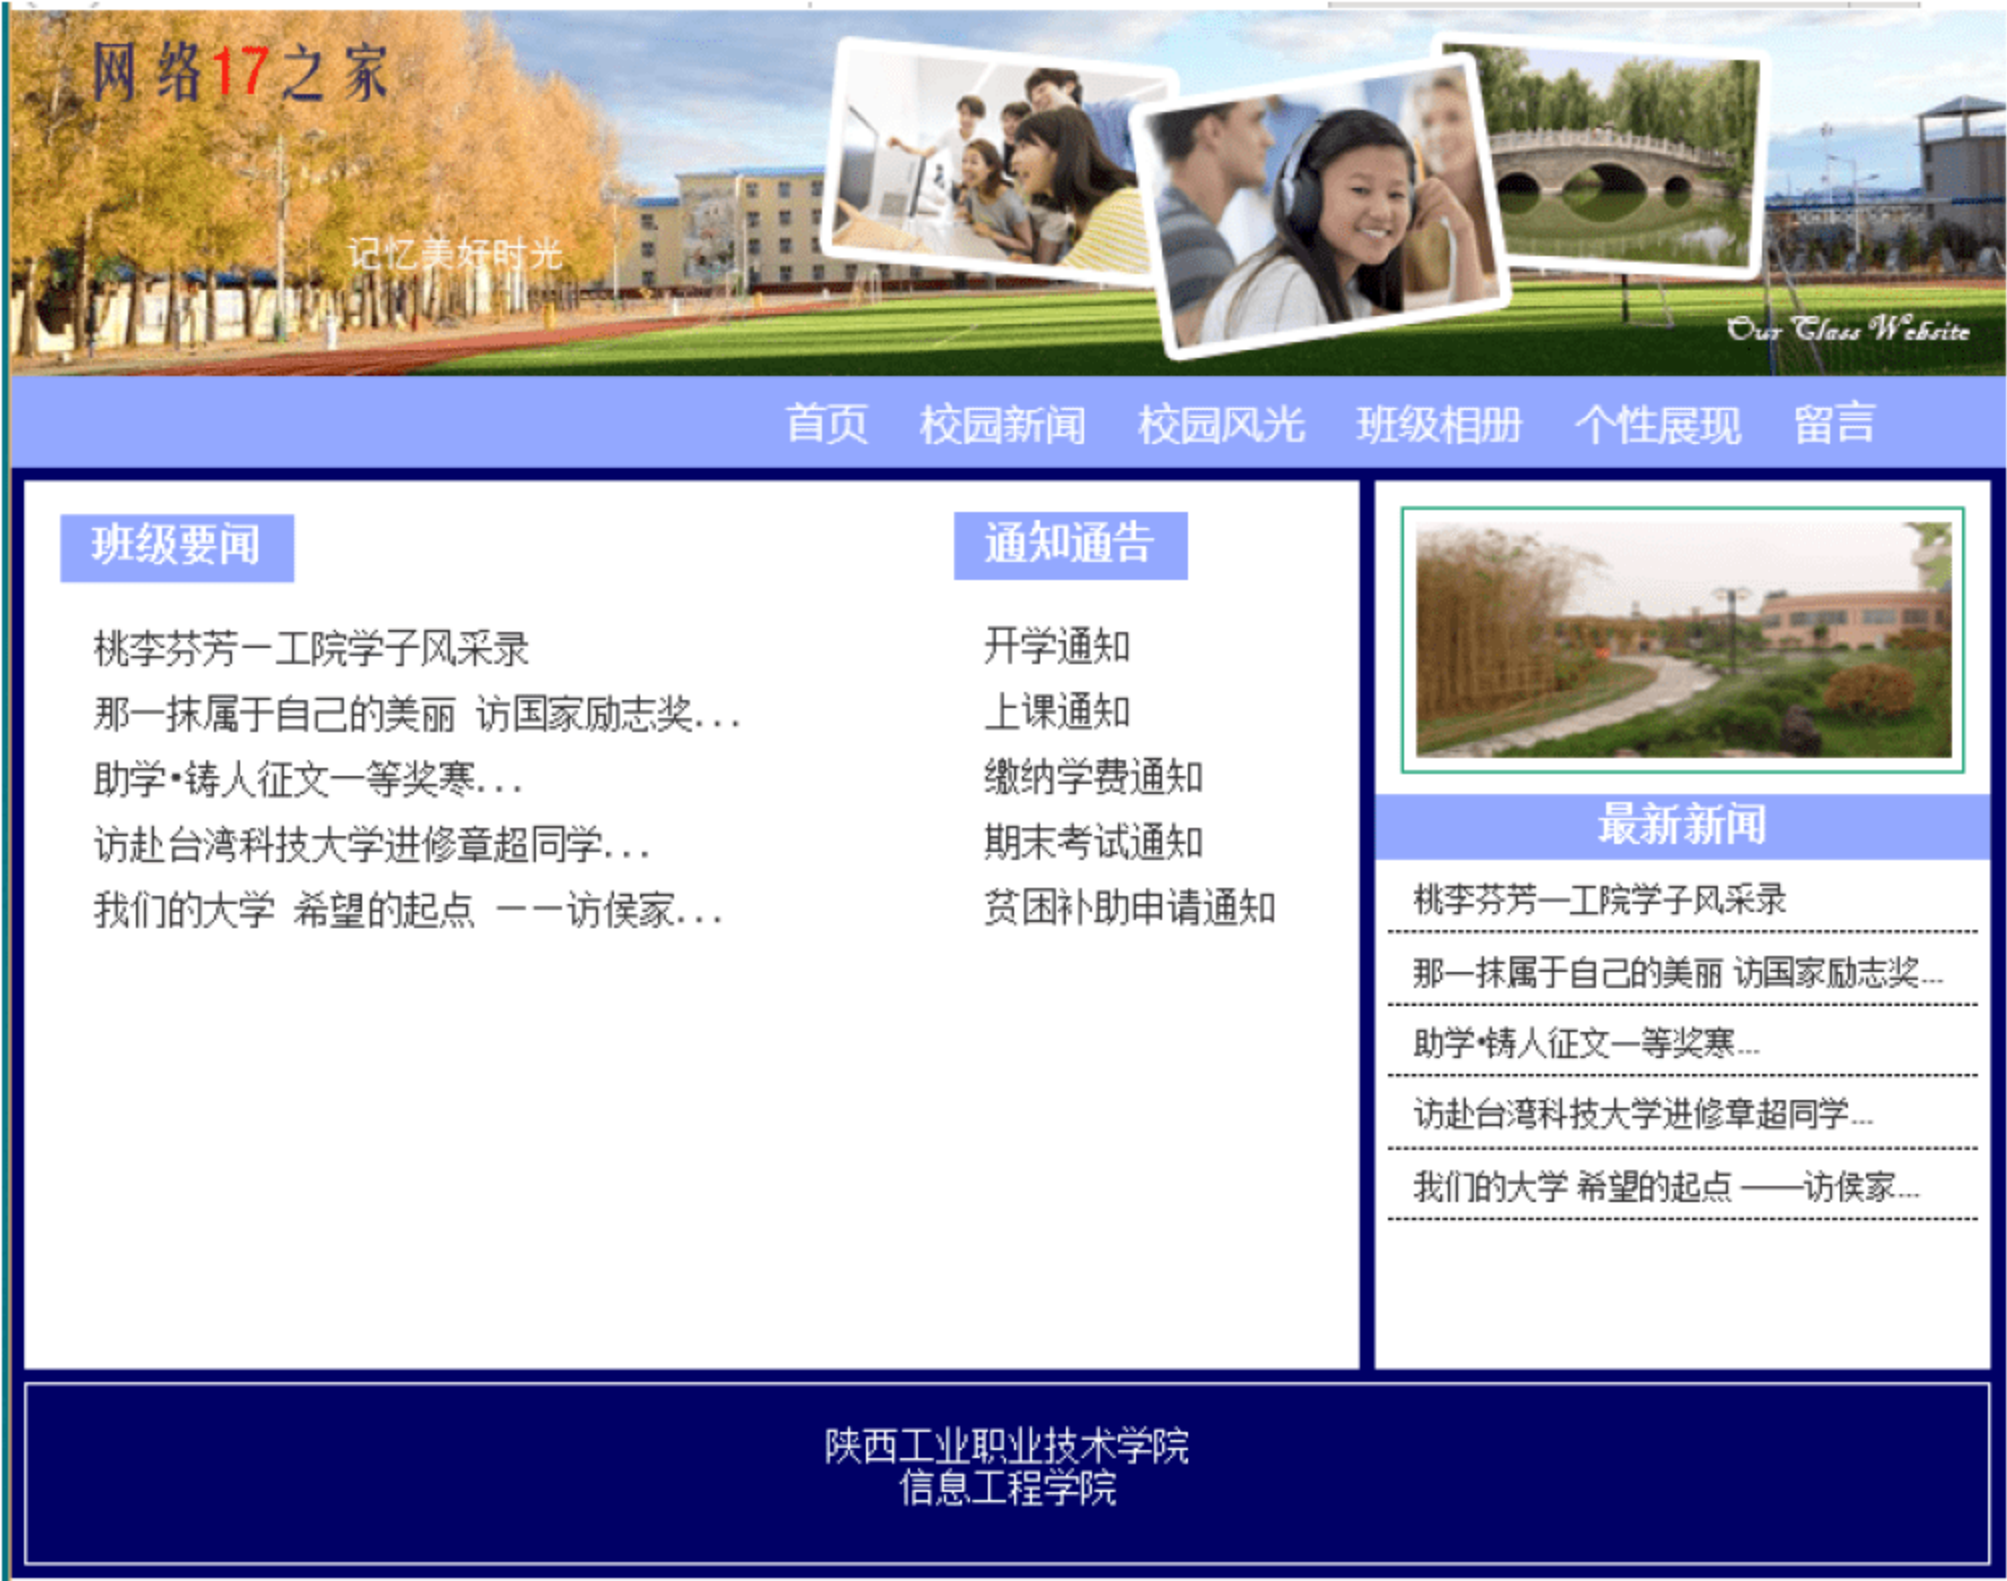 网络17之家
记忆美好时光
Our Class Website
首页 校园新闻 校园风光 班级相册 个性展现 留言
班级要闻
桃李芬芳－工院学子风采录
那一抹属于自己的美丽 访国家励志奖...
助学•铸人征文一等奖寒...
访赴台湾科技大学进修章超同学...
我们的大学 希望的起点 －－访侯家...
通知通告
开学通知
上课通知
缴纳学费通知
期末考试通知
贫困补助申请通知
最新新闻
桃李芬芳—工院学子风采录
那一抹属于自己的美丽 访国家励志奖...
助学•铸人征文一等奖寒...
访赴台湾科技大学进修章超同学...
我们的大学 希望的起点 ——访侯家...
陕西工业职业技术学院
信息工程学院